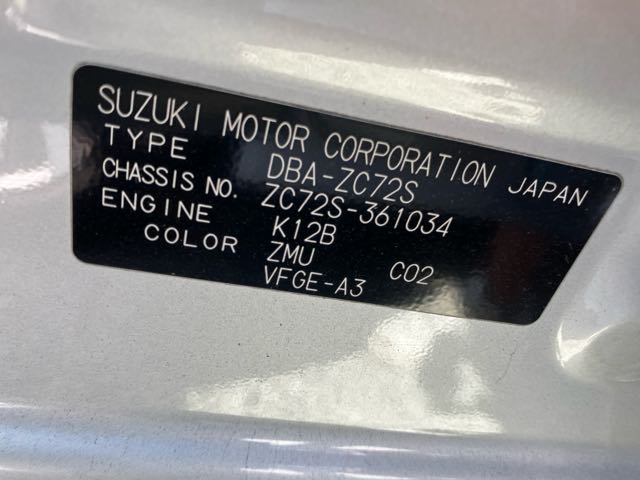 SUZUKI MOTOR CORPORATION JAPAN
TYPE DBA-ZC72S
CHASSIS NO. ZC72S-361034
ENGINE K12B
COLOR ZMU C02
VFGE-A3